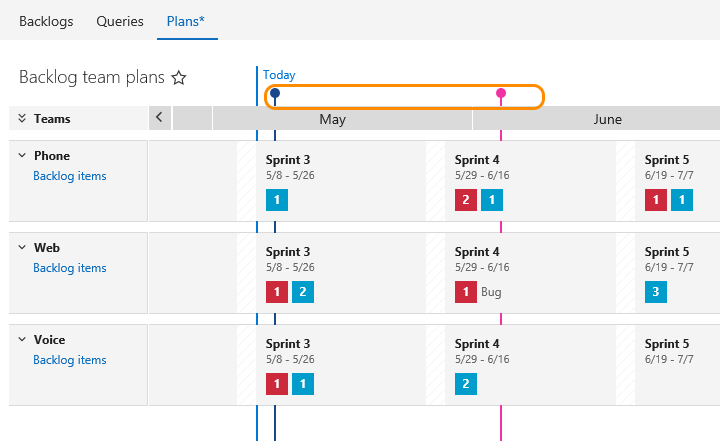 Backlogs Queries Plans*
Backlog team plans
Today
Teams
May June
Phone
Backlog items
Sprint 3
5/8 - 5/26
1
Sprint 4
5/29 - 6/16
2 1
Sprint 5
6/19 - 7/7
1 1
Web
Backlog items
Sprint 3
5/8 - 5/26
1 2
Sprint 4
5/29 - 6/16
1 Bug
Sprint 5
6/19 - 7/7
3
Voice
Backlog items
Sprint 3
5/8 - 5/26
1 1
Sprint 4
5/29 - 6/16
2
Sprint 5
6/19 - 7/7